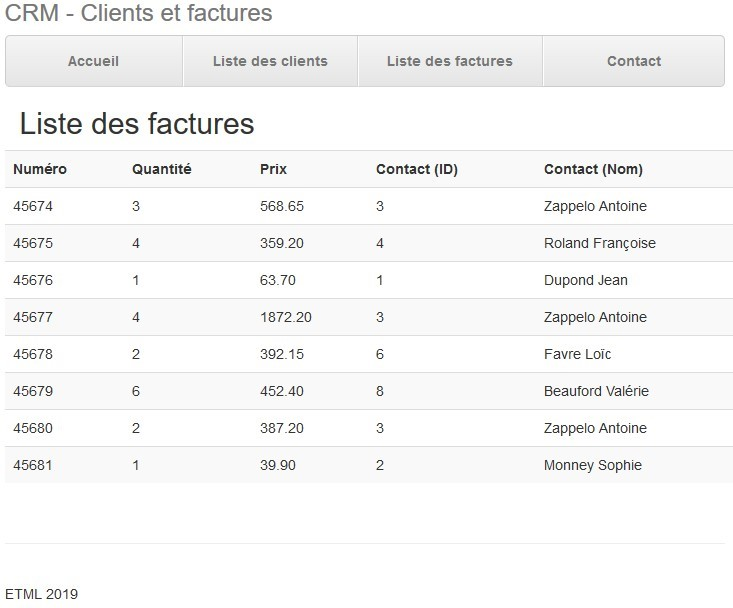 CRM - Clients et factures
Accueil Liste des clients Liste des factures Contact
Liste des factures
Numéro Quantité Prix Contact (ID) Contact (Nom)
45674 3 568.65 3 Zappelo Antoine
45675 4 359.20 4 Roland Françoise
45676 1 63.70 1 Dupond Jean
45677 4 1872.20 3 Zappelo Antoine
45678 2 392.15 6 Favre Loïc
45679 6 452.40 8 Beauford Valérie
45680 2 387.20 3 Zappelo Antoine
45681 1 39.90 2 Monney Sophie
ETML 2019